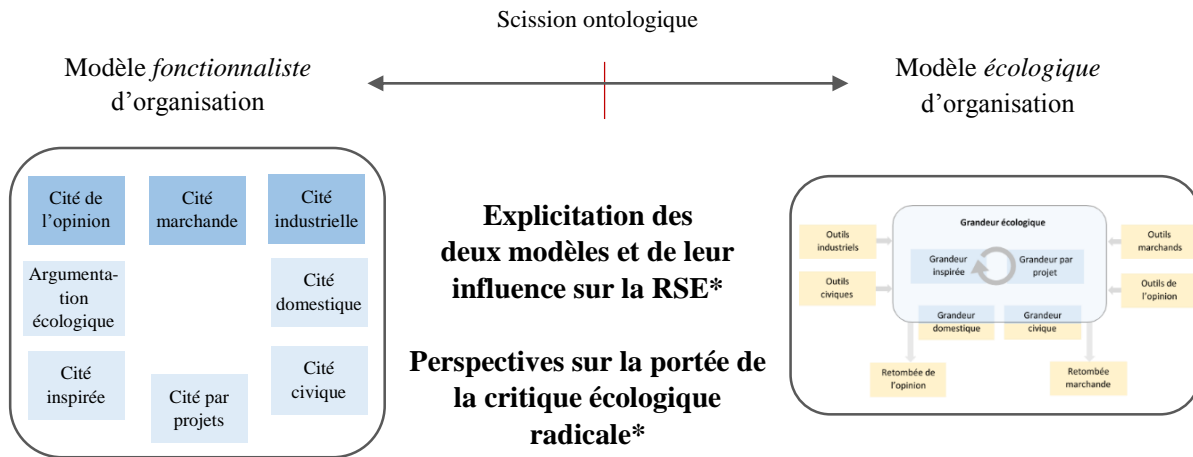 Scission ontologique
Modèle fonctionnaliste
d’organisation
Modèle écologique
d’organisation
Cité de
l’opinion
Cité
marchande
Cité
industrielle
Argumenta-
tion
écologique
Cité
domestique
Cité
inspirée
Cité par
projets
Cité
civique
Explicitation des
deux modèles et de leur
influence sur la RSE*
Perspectives sur la portée de
la critique écologique
radicale*
Grandeur écologique
Outils
industriels
Outils
civiques
Grandeur
inspirée
Grandeur par
projet
Outils
marchands
Outils de
l’opinion
Grandeur
domestique
Grandeur
civique
Retombée de
l’opinion
Retombée
marchande